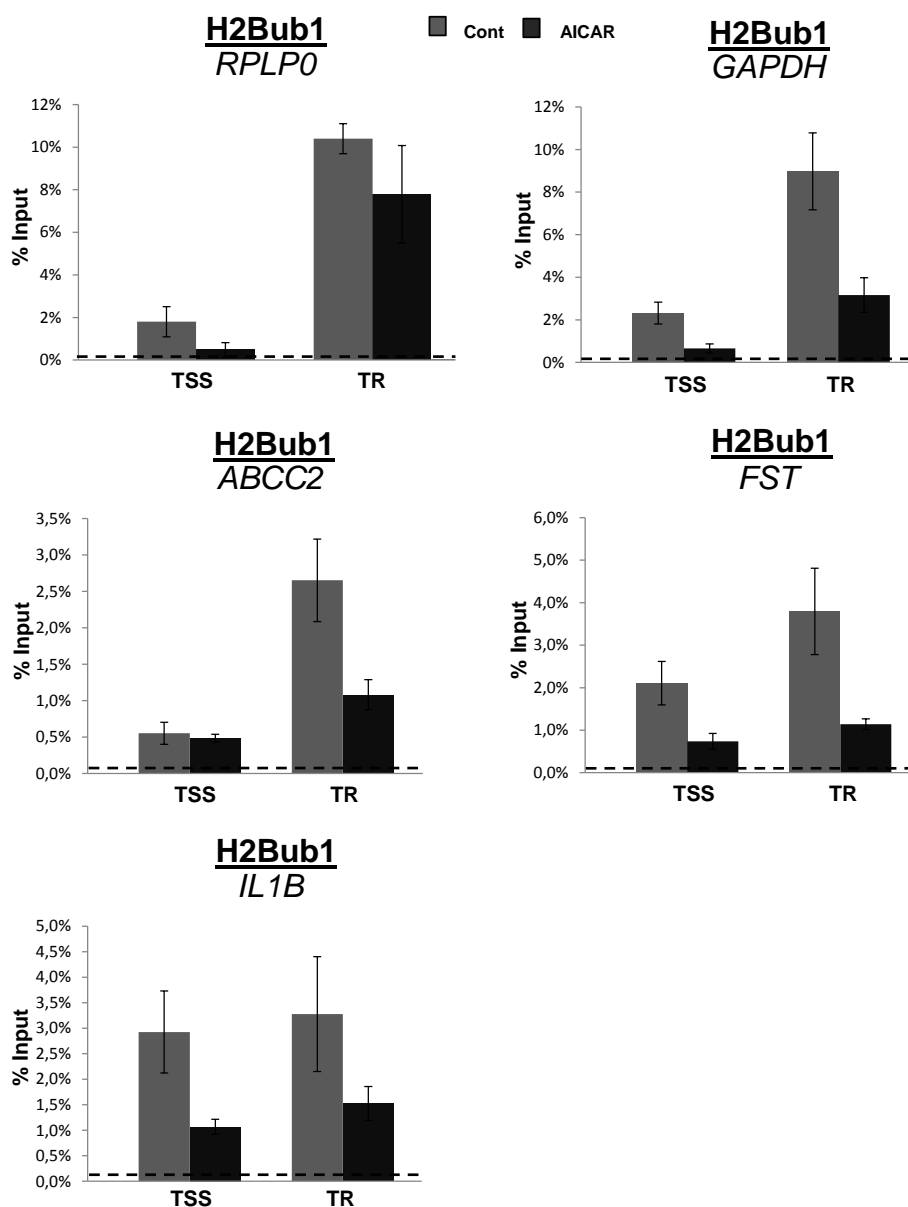 H2Bub1
RPLP0
Cont AICAR
H2Bub1
GAPDH
% Input
12%
10%
8%
6%
4%
2%
0%
TSS TR
% Input
12%
10%
8%
6%
4%
2%
0%
TSS TR
H2Bub1
ABCC2
% Input
3,5%
3,0%
2,5%
2,0%
1,5%
1,0%
0,5%
0,0%
TSS TR
H2Bub1
FST
% Input
6,0%
5,0%
4,0%
3,0%
2,0%
1,0%
0,0%
TSS TR
H2Bub1
IL1B
% Input
5,0%
4,5%
4,0%
3,5%
3,0%
2,5%
2,0%
1,5%
1,0%
0,5%
0,0%
TSS TR